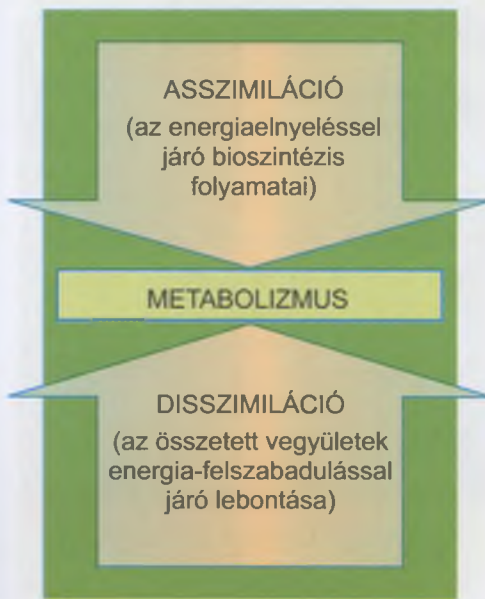 ASSZIMILÁCIÓ
(az energiaelnyeléssel
járó bioszintézis
folyamatai)
METABOLIZMUS
DISSZIMILÁCIÓ
(az összetett vegyületek
energia-felszabadulással
járó lebontása)